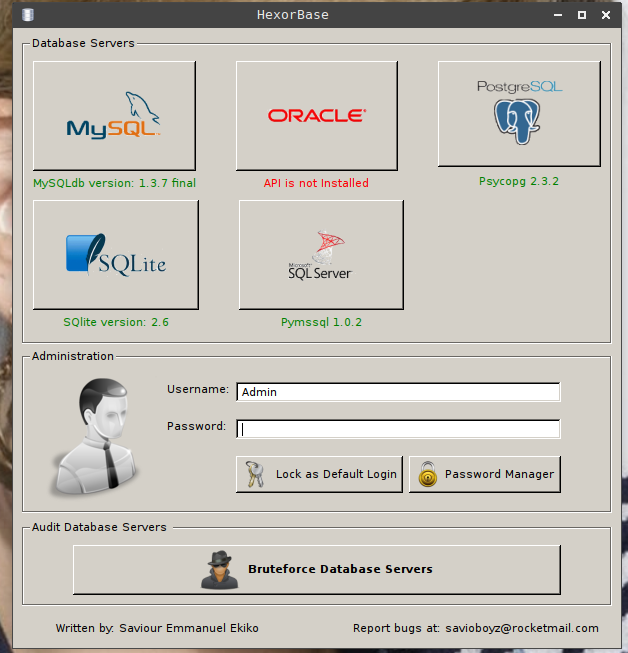 HexorBase
Database Servers
MySQL
ORACLE
PostgreSQL
MySQLdb version: 1.3.7 final
API is not Installed
Psycopg 2.3.2
SQLite
Microsoft
SQL Server
SQlite version: 2.6
Pymssql 1.0.2
Administration
Username: Admin
Password:
Lock as Default Login
Password Manager
Audit Database Servers
Bruteforce Database Servers
Written by: Saviour Emmanuel Ekiko
Report bugs at: savioboyz@rocketmail.com